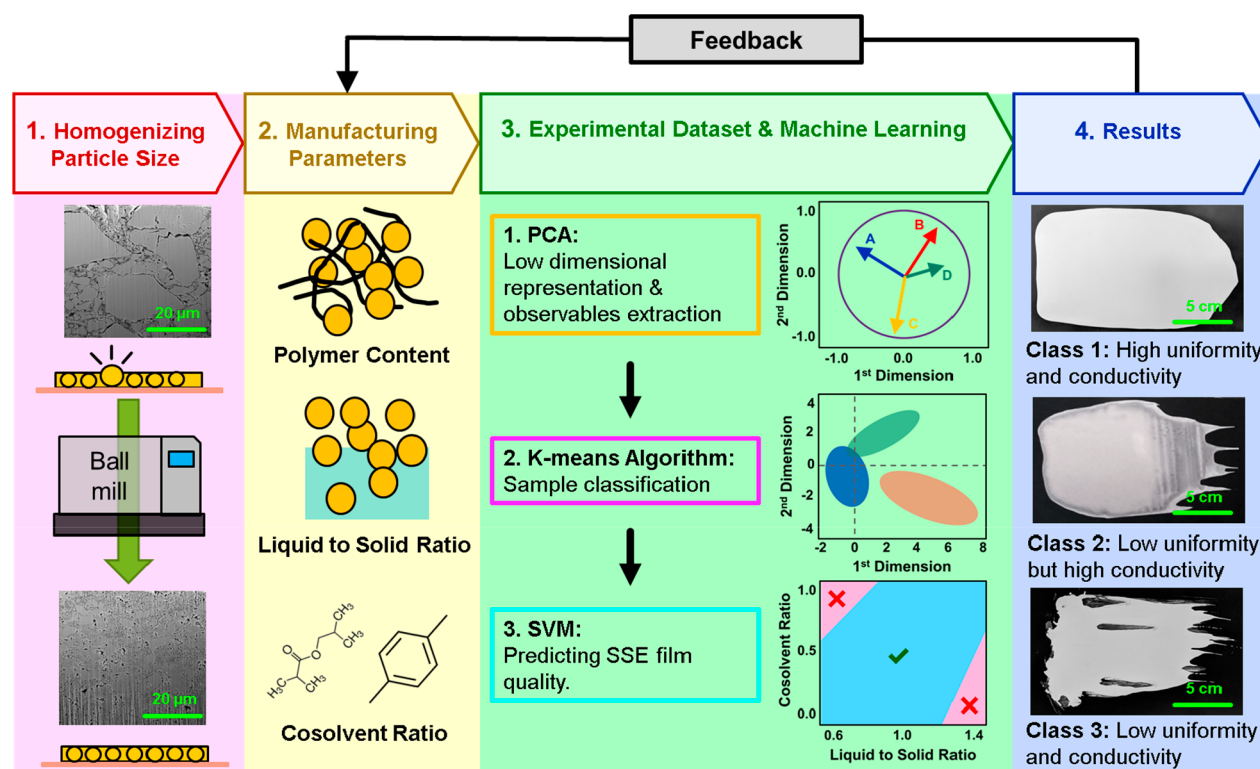 Feedback
1. Homogenizing
Particle Size
2. Manufacturing
Parameters
3. Experimental Dataset & Machine Learning
4. Results
20 µm
Ball
mill
20 µm
Polymer Content
Liquid to Solid Ratio
H₃C
CH₃
O
O
CH₃
CH₃
Cosolvent Ratio
1. PCA:
Low dimensional
representation &
observables extraction
2. K-means Algorithm:
Sample classification
3. SVM:
Predicting SSE film
quality.
2nd Dimension
1.0
0.0
-1.0
A
B
D
C
-1.0 0.0 1.0
1st Dimension
2nd Dimension
4
2
0
-2
-4
-2 0 2 4 6 8
1st Dimension
Cosolvent Ratio
1.0
0.5
0.0
0.6 1.0 1.4
Liquid to Solid Ratio
5 cm
Class 1: High uniformity
and conductivity
5 cm
Class 2: Low uniformity
but high conductivity
5 cm
Class 3: Low uniformity
and conductivity